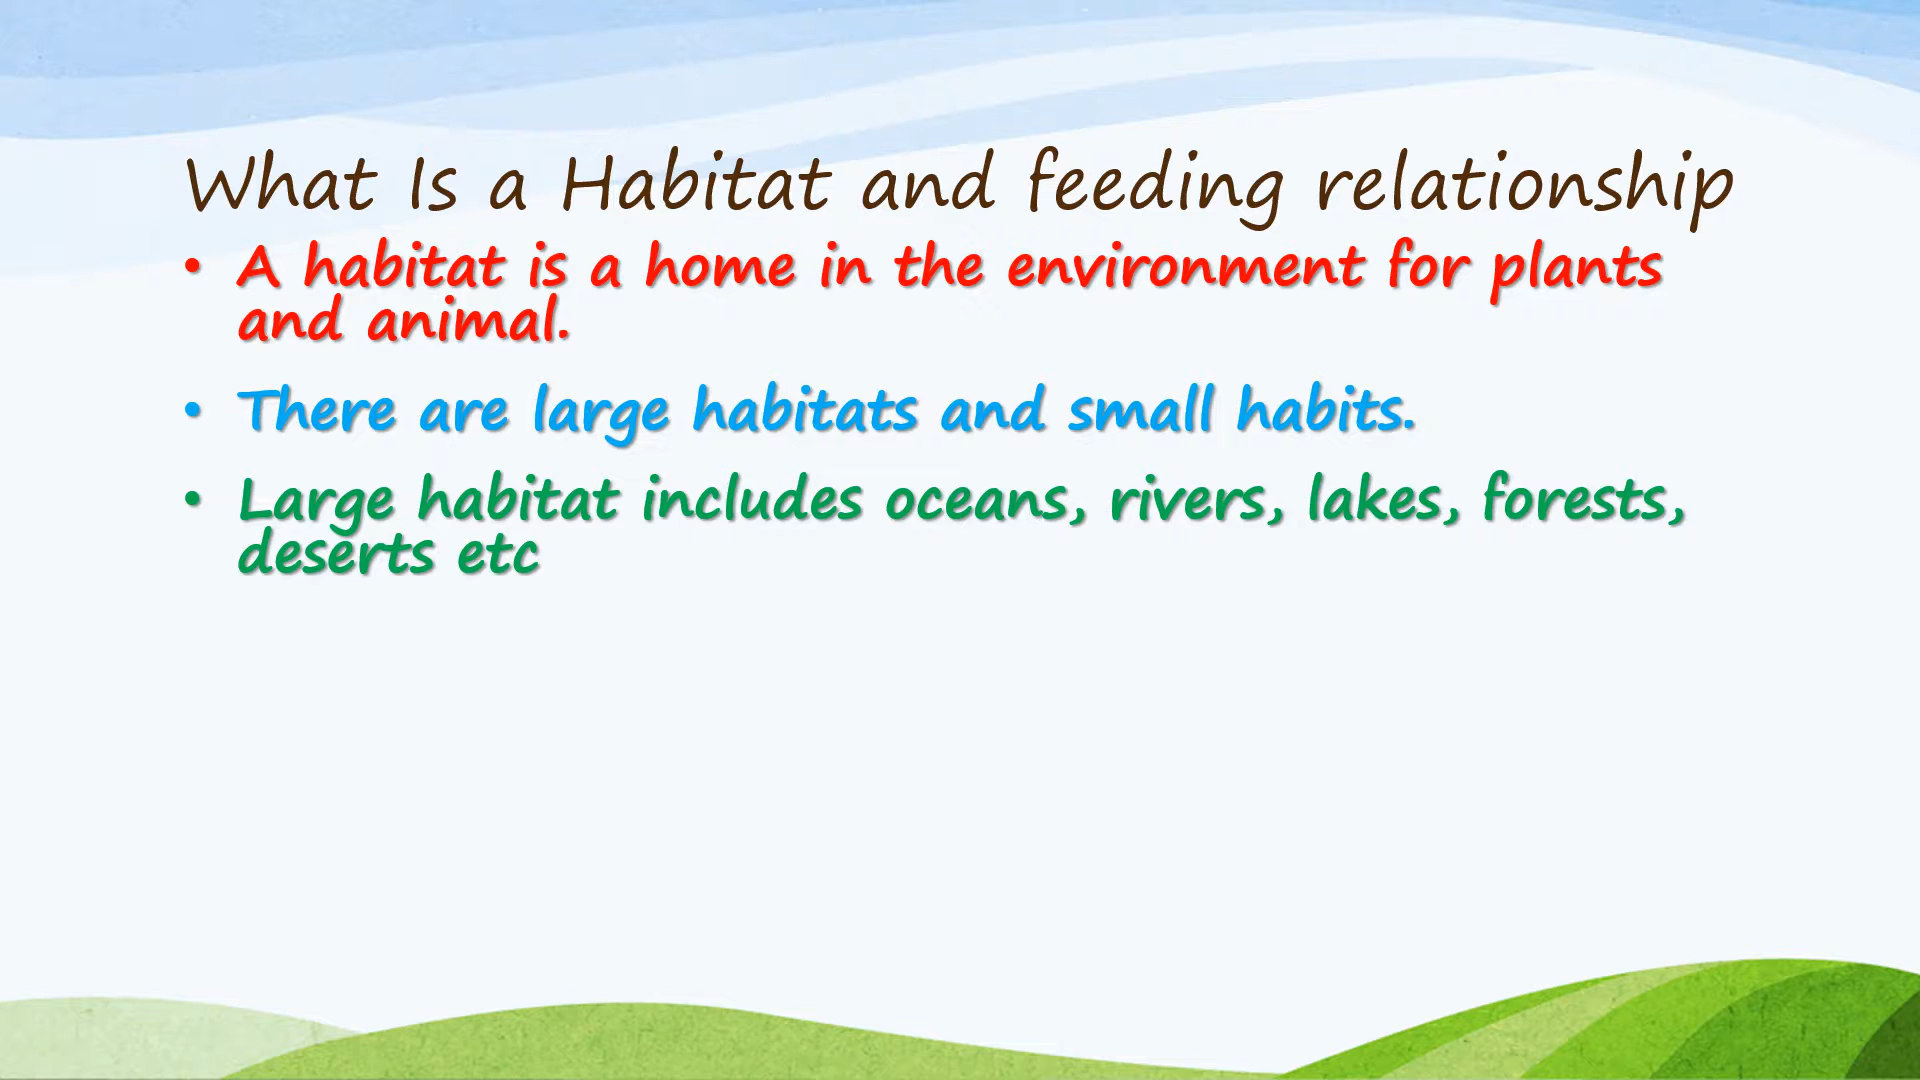 What Is a Habitat and feeding relationship
• A habitat is a home in the environment for plants
and animal.
• There are large habitats and small habits.
• Large habitat includes oceans, rivers, lakes, forests,
deserts etc